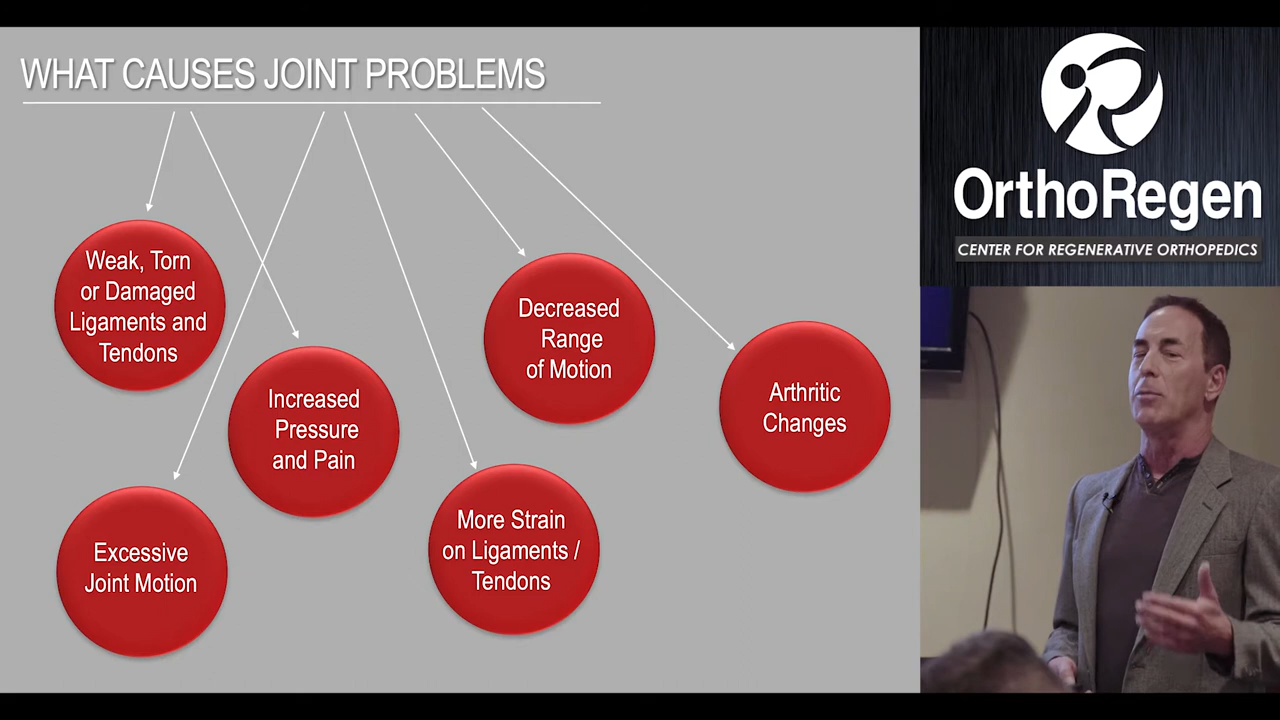 WHAT CAUSES JOINT PROBLEMS
Weak, Torn
or Damaged
Ligaments and
Tendons
Increased
Pressure
and Pain
Excessive
Joint Motion
More Strain
on Ligaments /
Tendons
Decreased
Range
of Motion
Arthritic
Changes
OrthoRegen
CENTER FOR REGENERATIVE ORTHOPEDICS